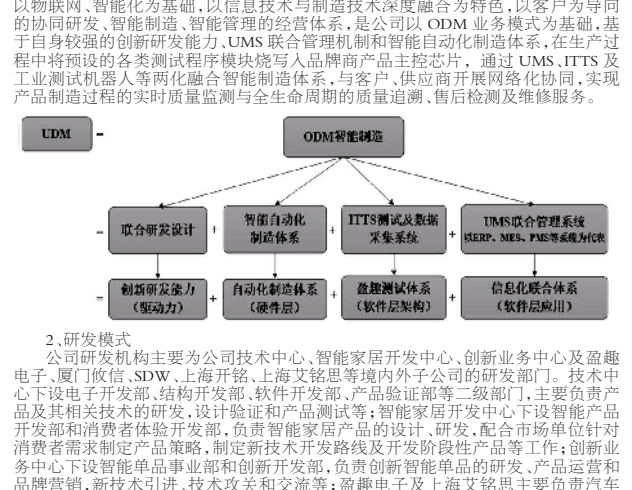 以物联网、智能化为基础,以信息技术与制造技术深度融合为特色,以客户为导向
的协同研发、智能制造、智能管理的经营体系,是公司以 ODM 业务模式为基础,基
于自身较强的创新研发能力、UMS 联合管理机制和智能自动化制造体系,在生产过
程中将预设的各类测试程序模块烧写入品牌商产品主控芯片，通过 UMS、ITTS 及
工业测试机器人等两化融合智能制造体系,与客户、供应商开展网络化协同,实现
产品制造过程的实时质量监测与全生命周期的质量追溯、售后检测及维修服务。
UDM = ODM智能制造
= 联合研发设计 + 智能自动化 制造体系 + ITTS测试及数据 采集系统 + UMS联合管理系统 以ERP、MES、PMS等系统为代表
= 创新研发能力 (驱动力) + 自动化制造体系 (硬件层) + 盈趣测试体系 (软件层架构) + 信息化联合体系 (软件层应用)
2、研发模式
公司研发机构主要为公司技术中心、智能家居开发中心、创新业务中心及盈趣
电子、厦门攸信、SDW、上海开铭、上海艾铭思等境内外子公司的研发部门。技术中
心下设电子开发部、结构开发部、软件开发部、产品验证部等二级部门,主要负责产
品及其相关技术的研发,设计验证和产品测试等;智能家居开发中心下设智能产品
开发部和消费者体验开发部,负责智能家居产品的设计、研发,配合市场单位针对
消费者需求制定产品策略,制定新技术开发路线及开发阶段性产品等工作;创新业
务中心下设智能单品事业部和创新开发部,负责创新智能单品的研发、产品运营和
品牌营销,新技术引进、技术攻关和交流等;盈趣电子及上海艾铭思主要负责汽车